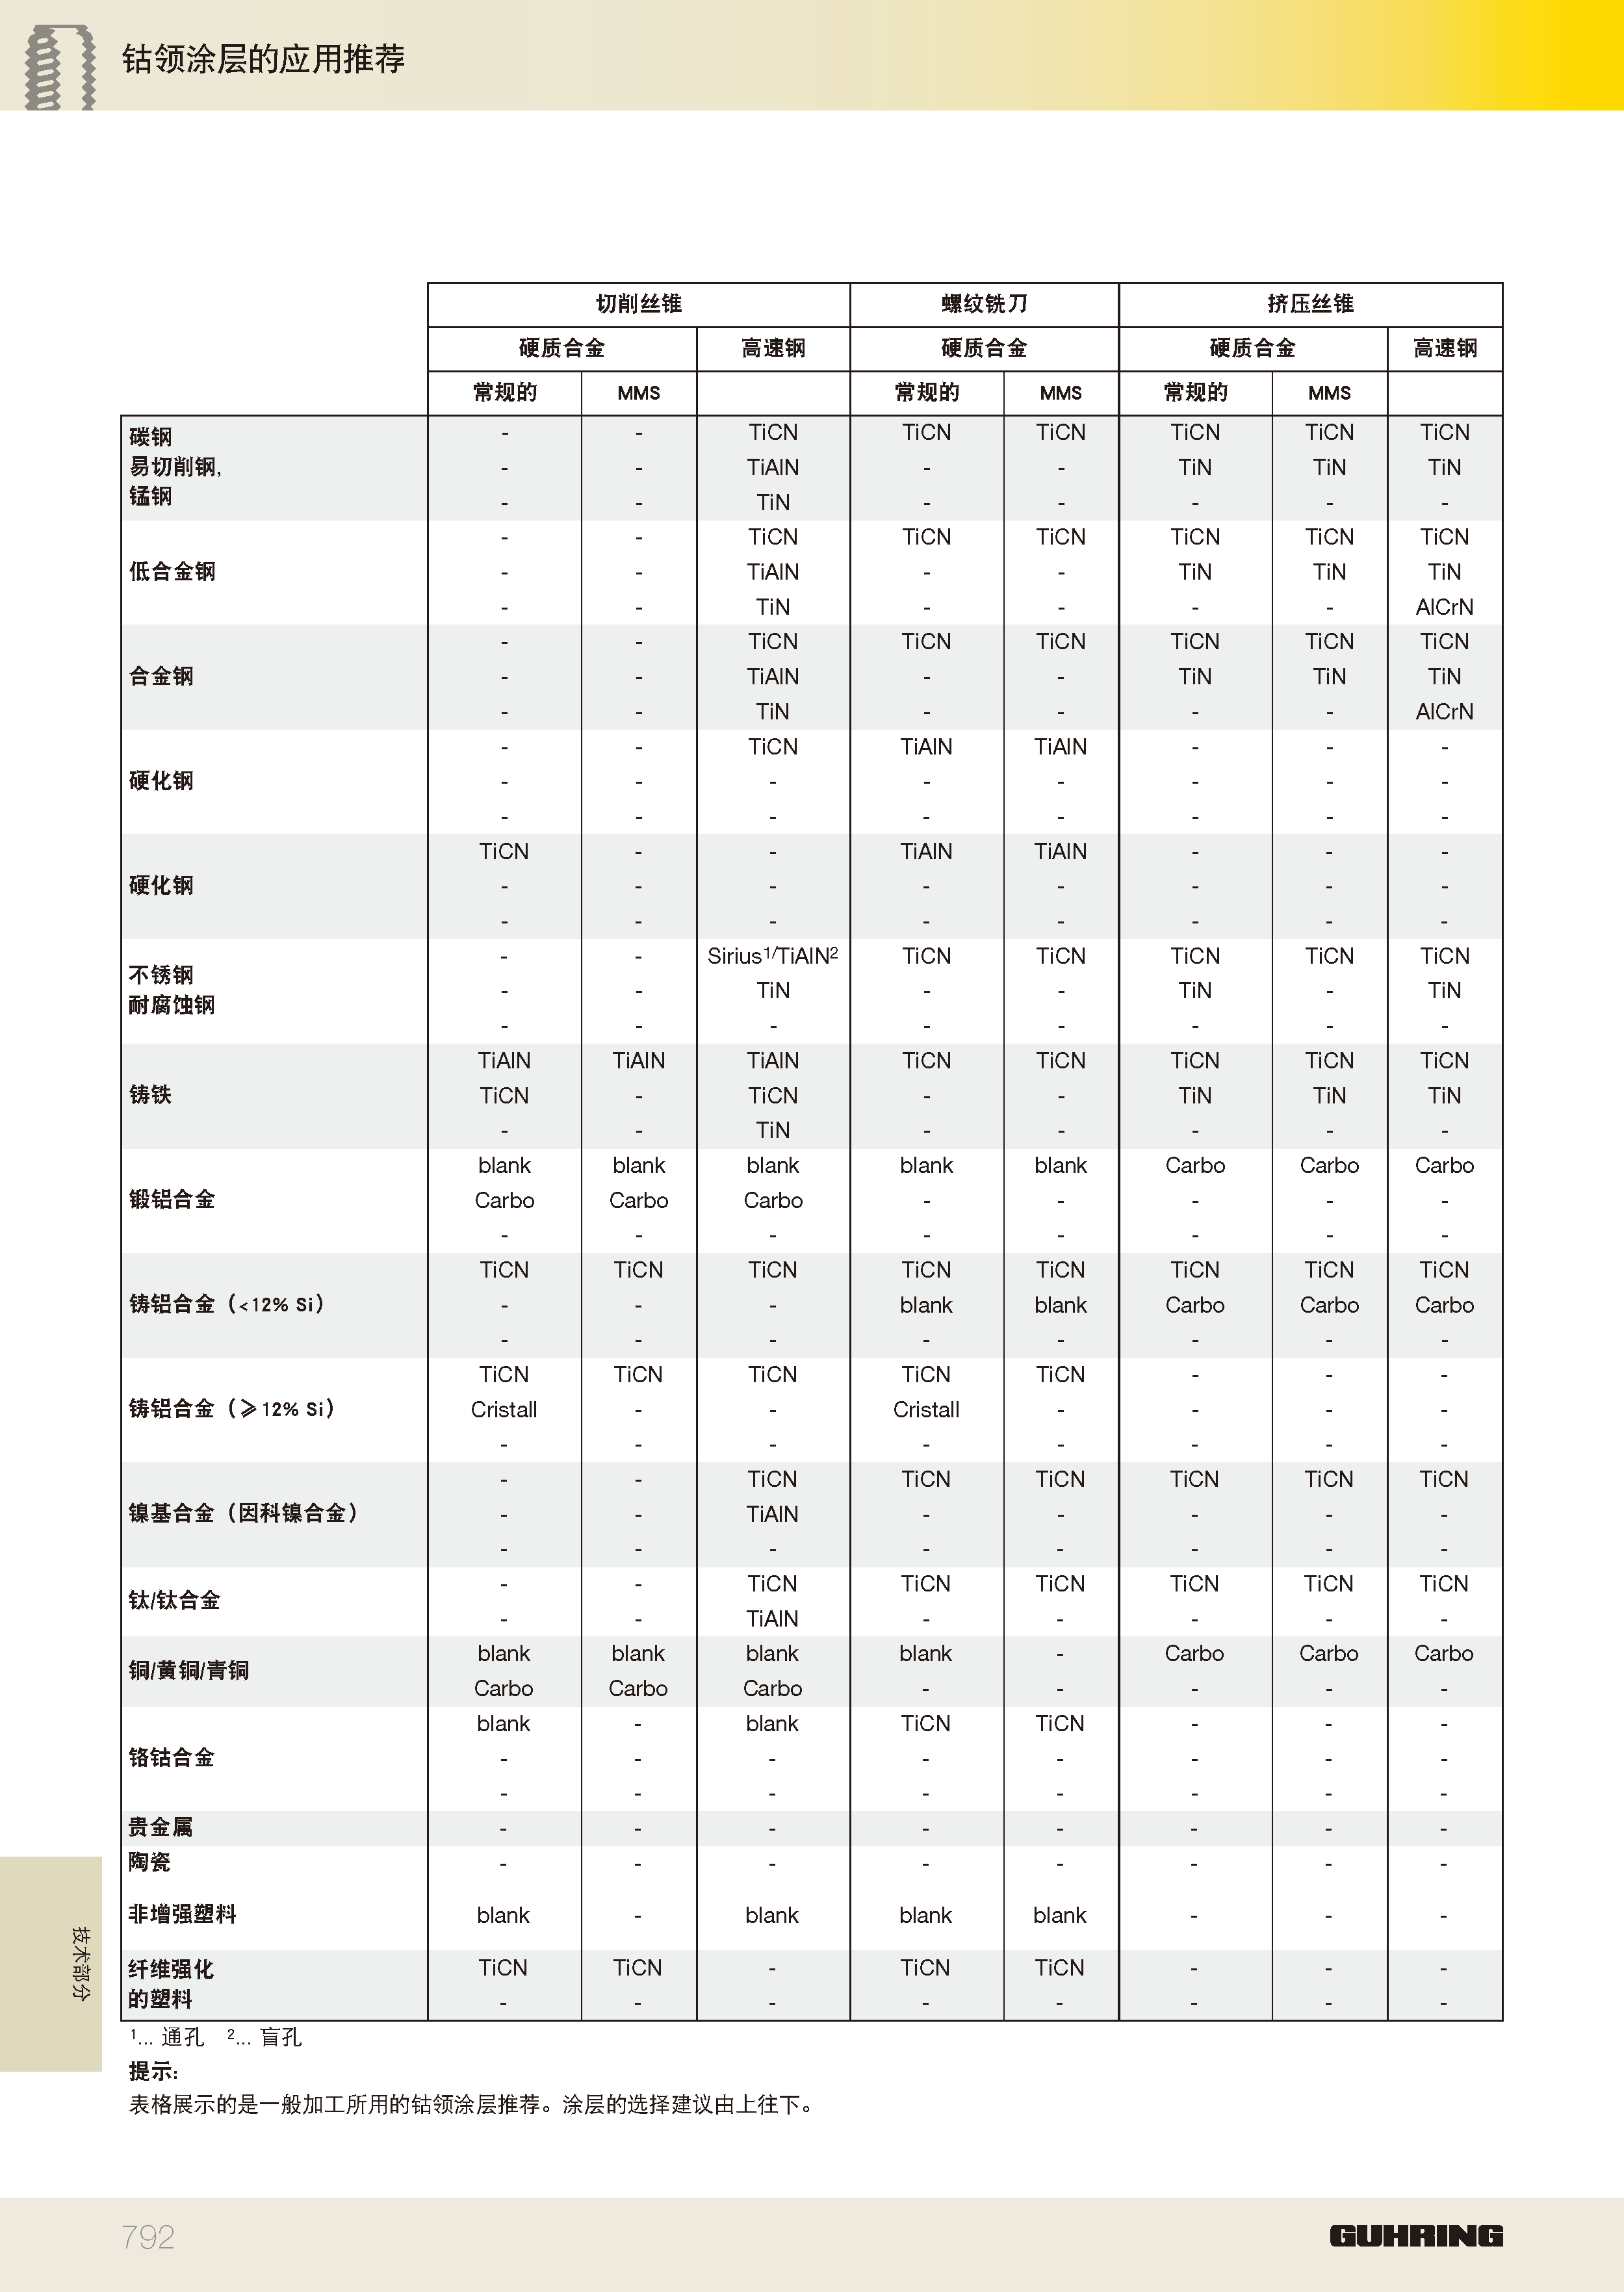 钴领涂层的应用推荐
切削丝锥 螺纹铣刀 挤压丝锥
硬质合金 高速钢 硬质合金 硬质合金 高速钢
常规的 MMS 常规的 MMS 常规的 MMS
碳钢 - - TiCN TiCN TiCN TiCN TiCN TiCN
易切削钢, - - TiAlN - - TiN TiN TiN
锰钢 - - TiN - - - - -
- - TiCN TiCN TiCN TiCN TiCN TiCN
低合金钢 - - TiAlN - - TiN TiN TiN
- - TiN - - - - AlCrN
- - TiCN TiCN TiCN TiCN TiCN TiCN
合金钢 - - TiAlN - - TiN TiN TiN
- - TiN - - - - AlCrN
- - TiCN TiAlN TiAlN - - -
硬化钢 - - - - - - - -
- - - - - - - -
TiCN - - TiAlN TiAlN - - -
硬化钢 - - - - - - - -
- - - - - - - -
- - Sirius¹/TiAlN² TiCN TiCN TiCN TiCN TiCN
不锈钢 - - TiN - - TiN - TiN
耐腐蚀钢 - - - - - - - -
TiAlN TiAlN TiAlN TiCN TiCN TiCN TiCN TiCN
铸铁 TiCN - TiCN - - TiN TiN TiN
- - TiN - - - - -
blank blank blank blank blank Carbo Carbo Carbo
锻铝合金 Carbo Carbo Carbo - - - - -
- - - - - - - -
TiCN TiCN TiCN TiCN TiCN TiCN TiCN TiCN
铸铝合金（<12% Si） - - - blank blank Carbo Carbo Carbo
- - - - - - - -
TiCN TiCN TiCN TiCN TiCN - - -
铸铝合金（≥12% Si） Cristall - - Cristall - - - -
- - - - - - - -
- - TiCN TiCN TiCN TiCN TiCN TiCN
镍基合金（因科镍合金） - - TiAlN - - - - -
- - - - - - - -
钛/钛合金 - - TiCN TiCN TiCN TiCN TiCN TiCN
- - TiAlN - - - - -
铜/黄铜/青铜 blank blank blank blank - Carbo Carbo Carbo
Carbo Carbo Carbo - - - - -
blank - blank TiCN TiCN - - -
铬钴合金 - - - - - - - -
- - - - - - - -
贵金属 - - - - - - - -
陶瓷 - - - - - - - -
非增强塑料 blank - blank blank blank - - -
纤维强化 TiCN TiCN - TiCN TiCN - - -
的塑料 - - - - - - - -
¹... 通孔 ²... 盲孔
提示:
表格展示的是一般加工所用的钴领涂层推荐。涂层的选择建议由上往下。
技术部分
792
GUHRING